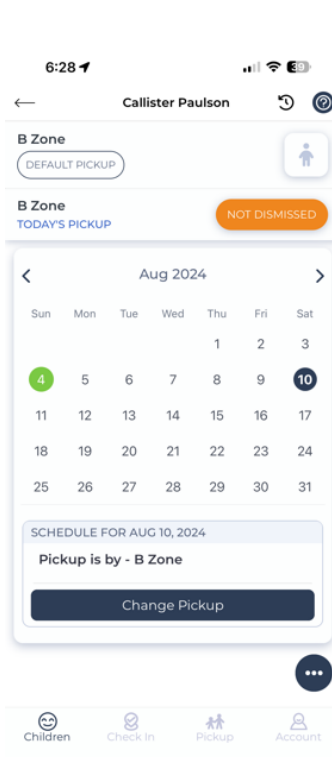 6:28
39
Callister Paulson
B Zone
DEFAULT PICKUP
B Zone
TODAY'S PICKUP
NOT DISMISSED
Aug 2024
Sun Mon Tue Wed Thu Fri Sat
1 2 3
4 5 6 7 8 9 10
11 12 13 14 15 16 17
18 19 20 21 22 23 24
25 26 27 28 29 30 31
SCHEDULE FOR AUG 10, 2024
Pickup is by - B Zone
Change Pickup
Children Check In Pickup Account